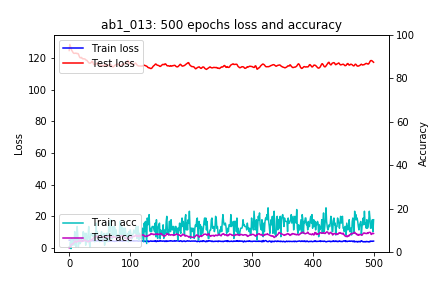 ab1_013: 500 epochs loss and accuracy
Train loss
Test loss
Train acc
Test acc
Loss
120
100
80
60
40
20
0
0
100
200
300
400
500
Accuracy
100
80
60
40
20
0